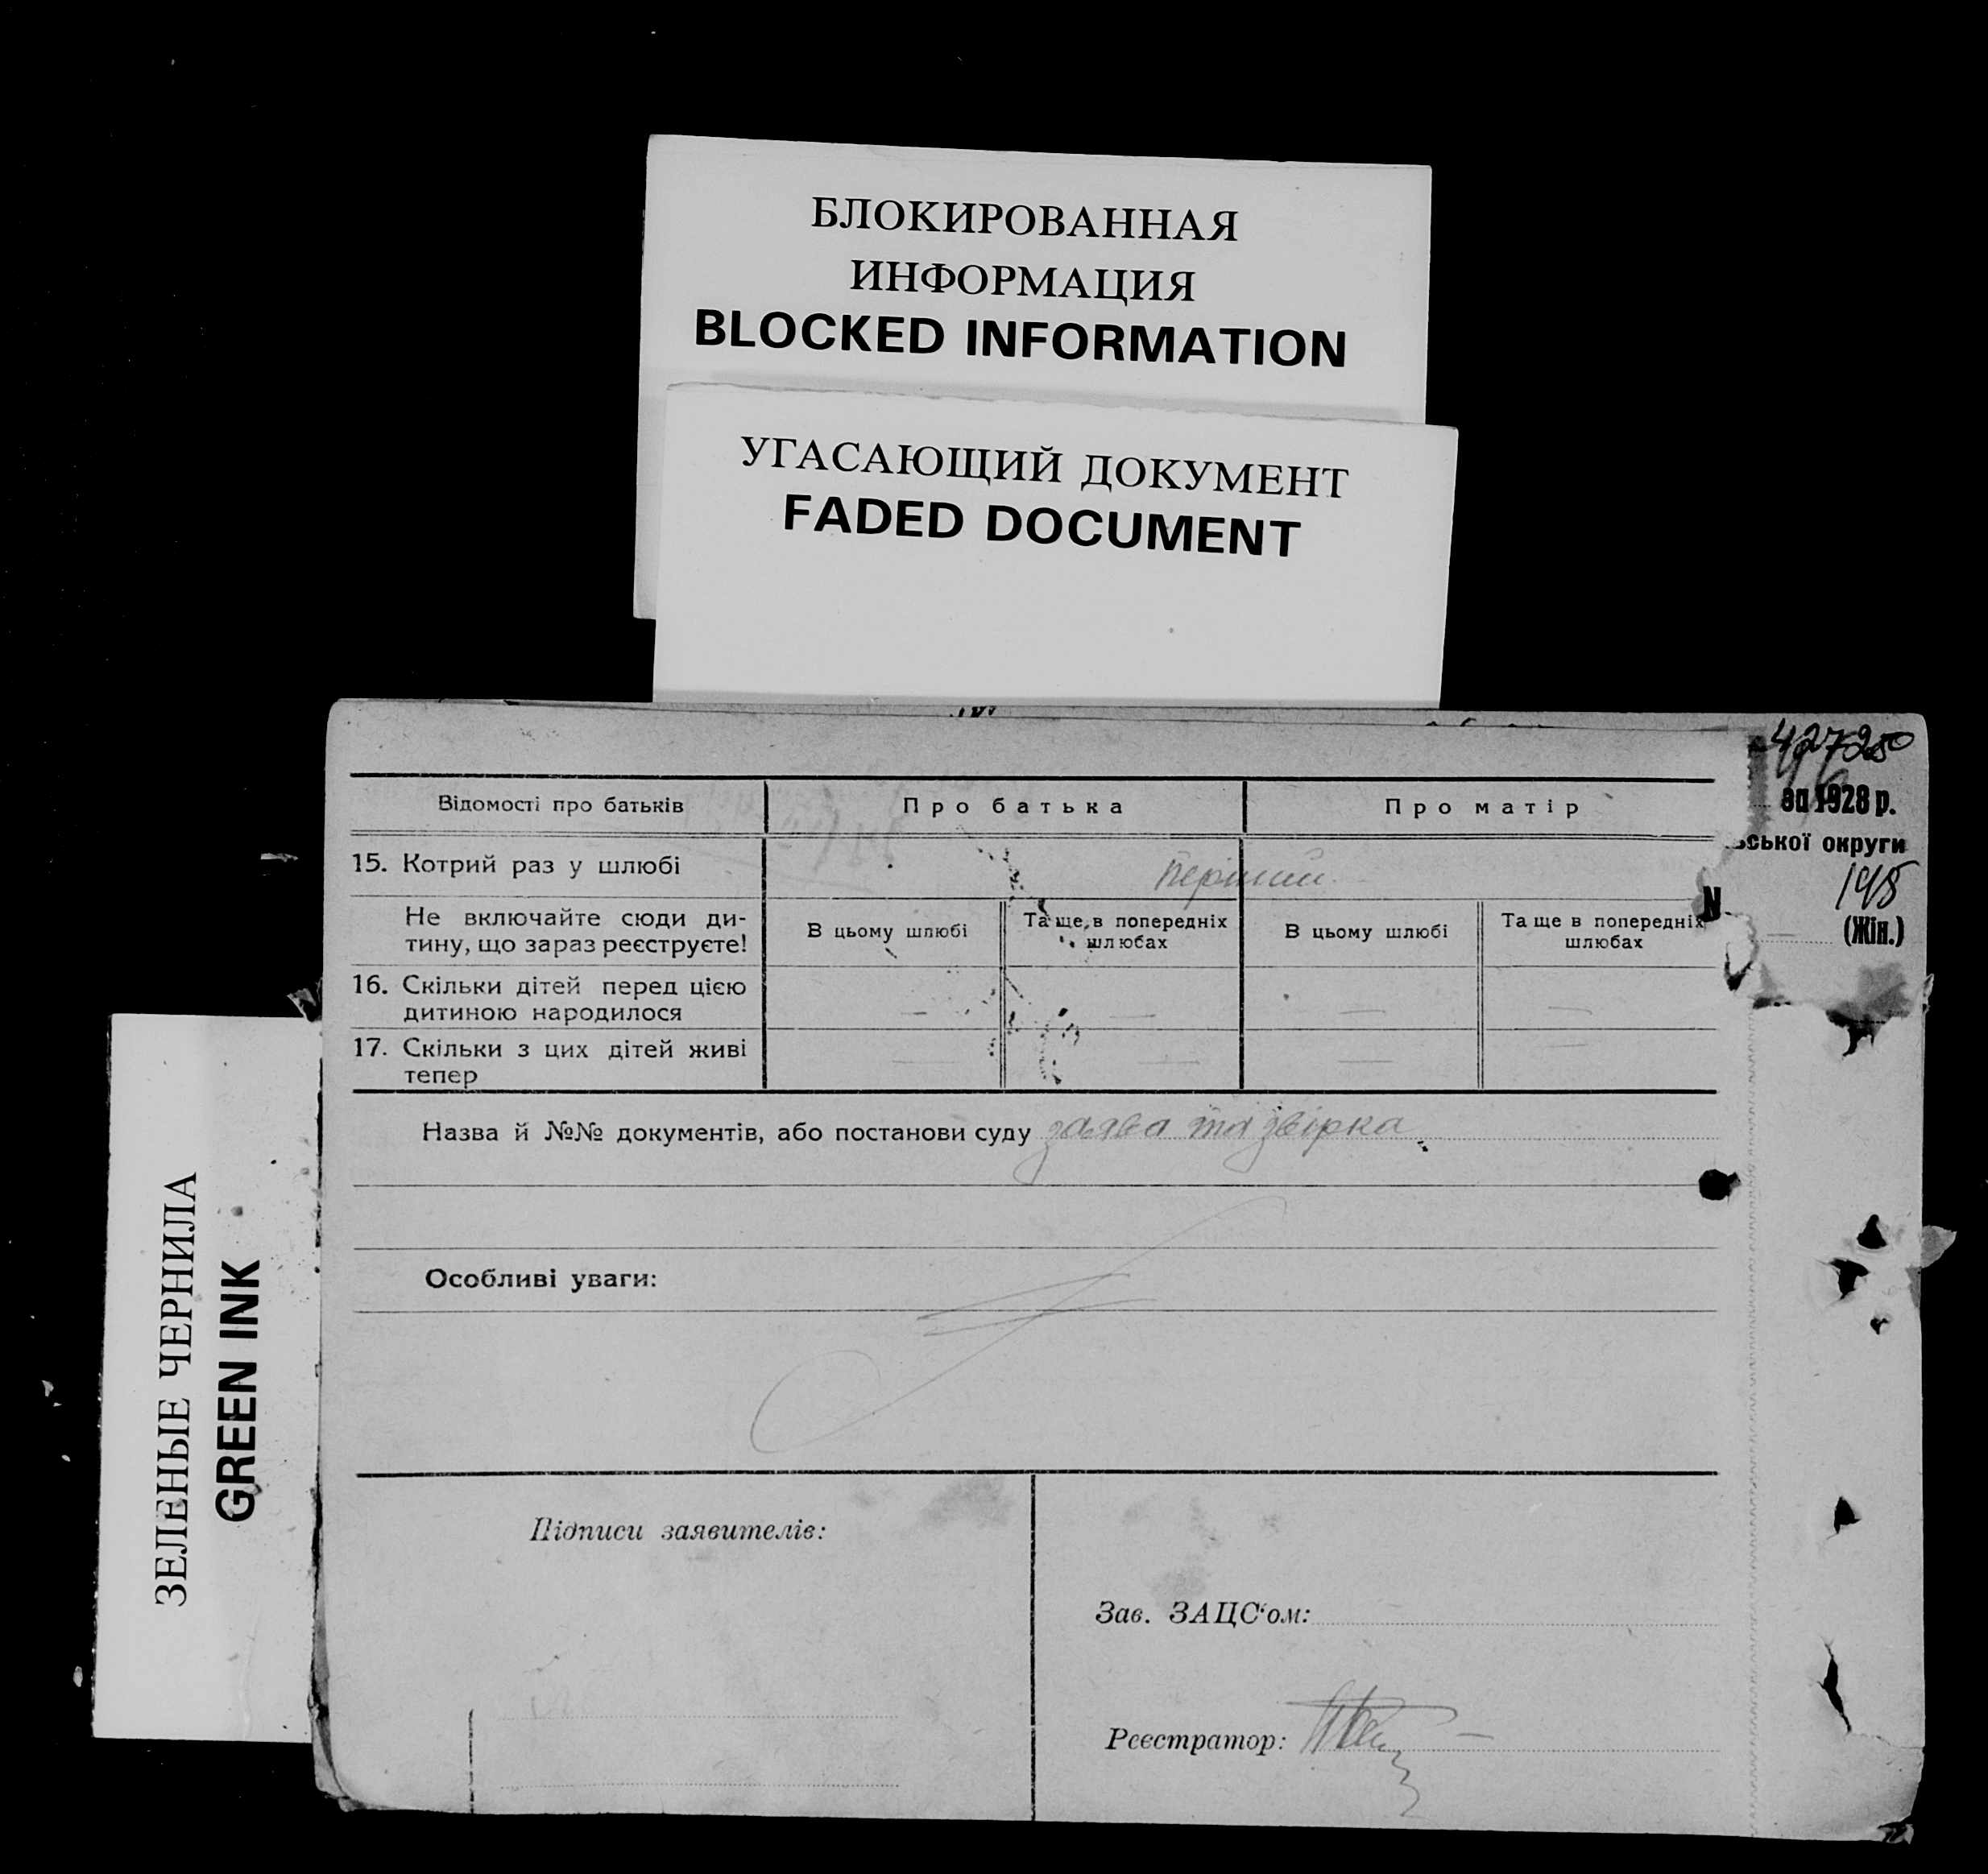 БЛОКИРОВАННАЯ
ИНФОРМАЦИЯ
BLOCKED INFORMATION
УГАСАЮЩИЙ ДОКУМЕНТ
FADED DOCUMENT
ЗЕЛЕНЫЕ ЧЕРНИЛА
GREEN INK
за 1928 р.
ської округи
148
N
(Жін.)
Відомості про батьків
Про батька
Про матір
15. Котрий раз у шлюбі
перший
Не включайте сюди ди-
тину, що зараз реєструєте!
В цьому шлюбі
Та ще в попередніх
шлюбах
В цьому шлюбі
Та ще в попередніх
шлюбах
16. Скільки дітей перед цією
дитиною народилося
— — — —
17. Скільки з цих дітей живі
тепер
— — — —
Назва й №№ документів, або постанови суду заява та звірка
Особливі уваги:
Підписи заявителів:
Зав. ЗАЦС'ом:
Реєстратор: